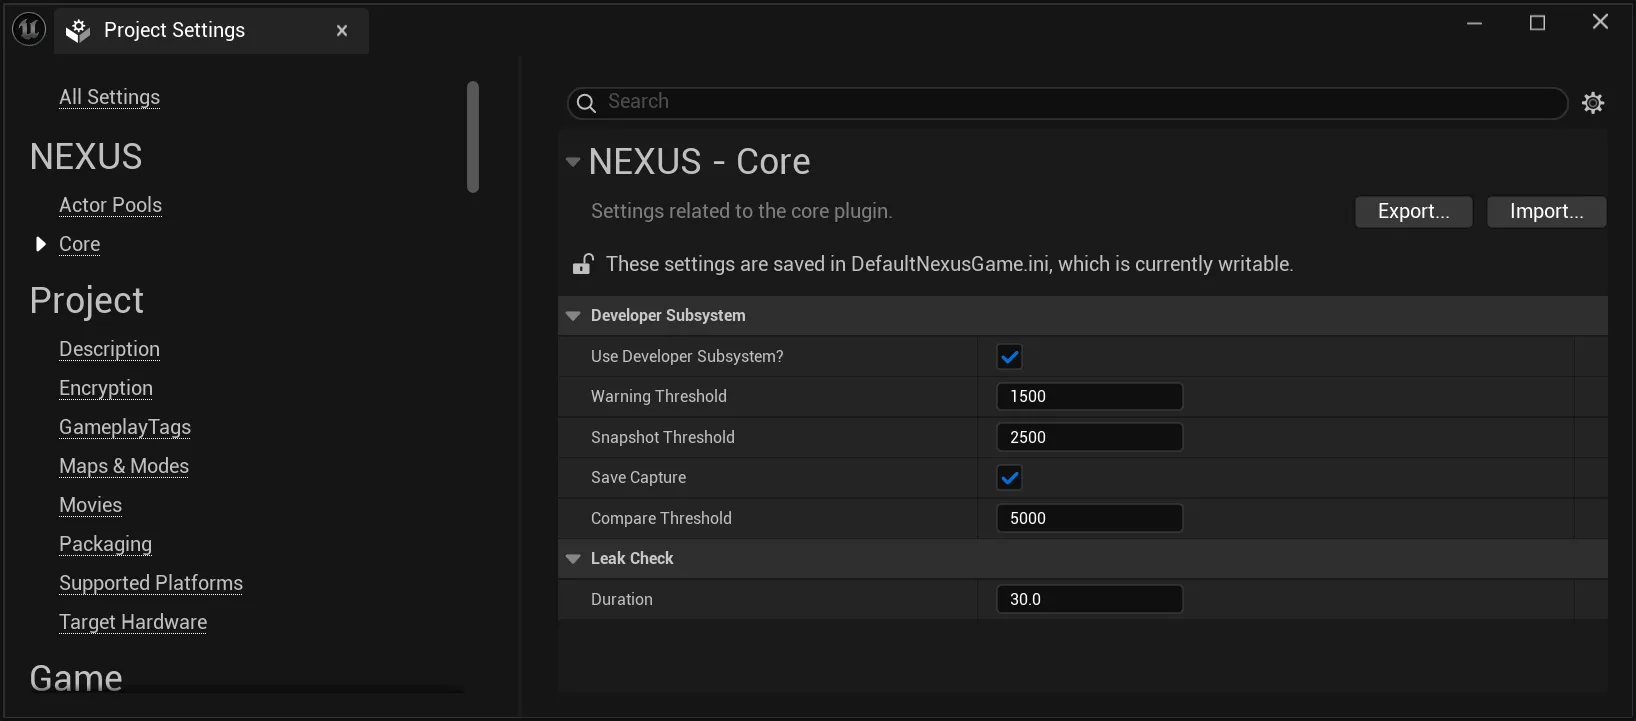 Project Settings
All Settings
NEXUS
Actor Pools
Core
Project
Description
Encryption
GameplayTags
Maps & Modes
Movies
Packaging
Supported Platforms
Target Hardware
Game
Search
NEXUS - Core
Settings related to the core plugin.
Export...
Import...
These settings are saved in DefaultNexusGame.ini, which is currently writable.
Developer Subsystem
Use Developer Subsystem?
Warning Threshold 1500
Snapshot Threshold 2500
Save Capture
Compare Threshold 5000
Leak Check
Duration 30.0